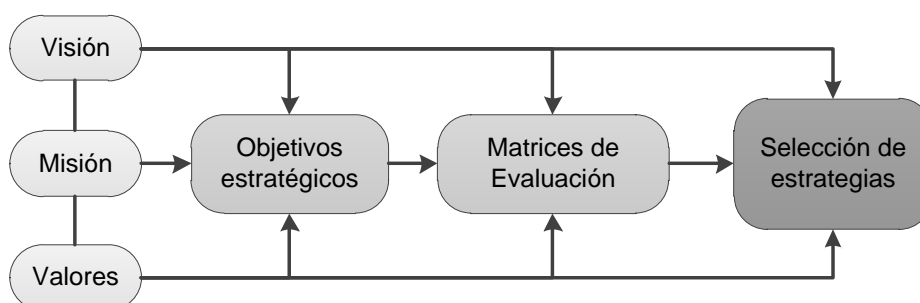 Visión
Misión
Valores
Objetivos
estratégicos
Matrices de
Evaluación
Selección de
estrategias